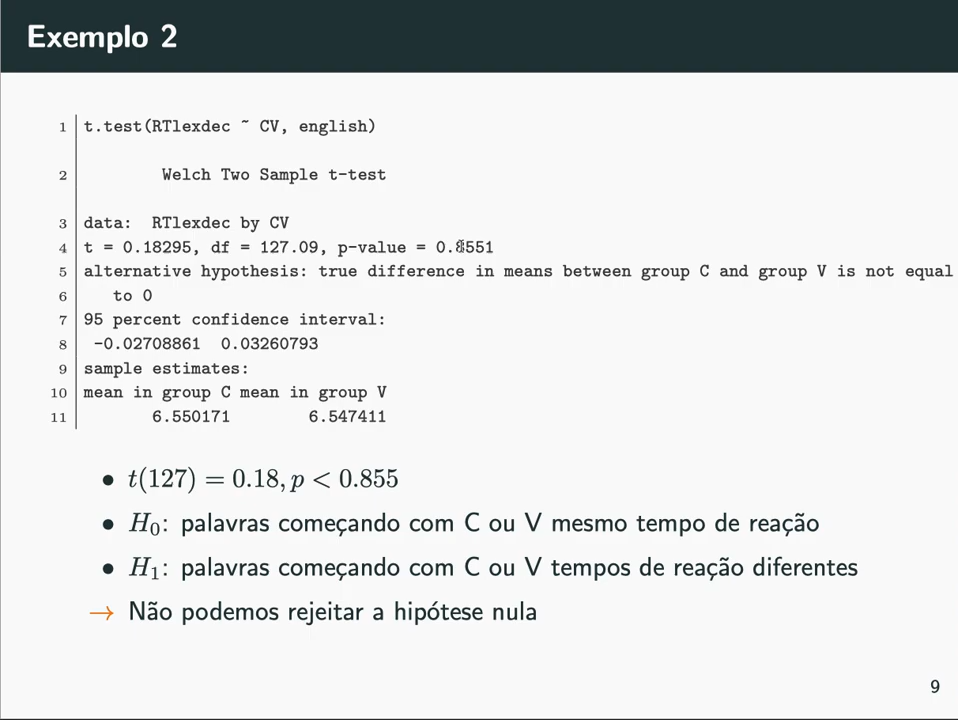 Exemplo 2
1 t.test(RTlexdec ~ CV, english)
2 Welch Two Sample t-test
3 data: RTlexdec by CV
4 t = 0.18295, df = 127.09, p-value = 0.8551
5 alternative hypothesis: true difference in means between group C and group V is not equal
6 to 0
7 95 percent confidence interval:
8 -0.02708861 0.03260793
9 sample estimates:
10 mean in group C mean in group V
11 6.550171 6.547411
• t(127) = 0.18, p < 0.855
• H₀: palavras começando com C ou V mesmo tempo de reação
• H₁: palavras começando com C ou V tempos de reação diferentes
→ Não podemos rejeitar a hipótese nula
9